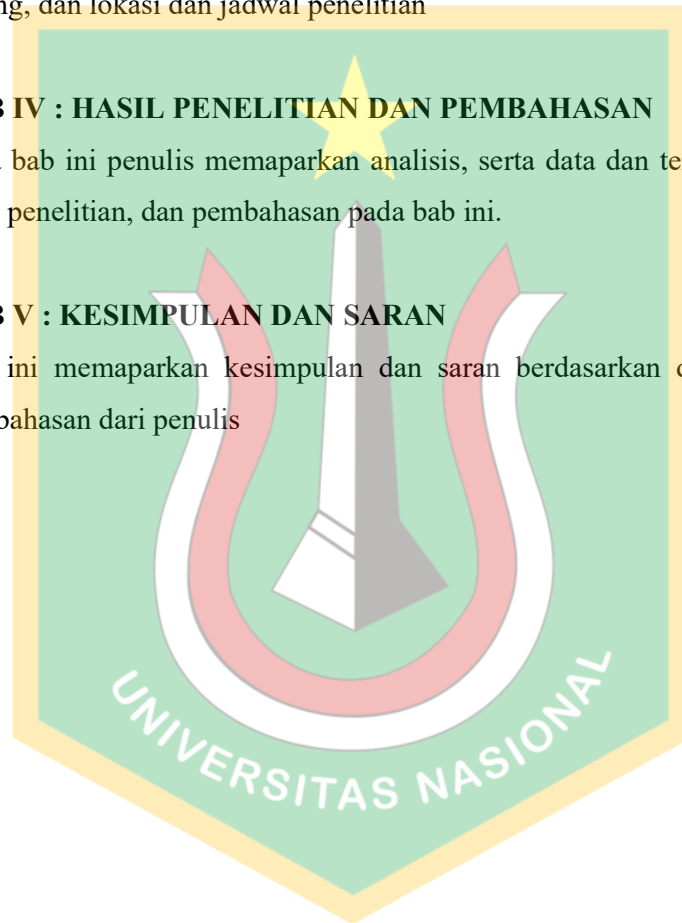 ng, dan lokasi dan jadwal penelitian
B IV : HASIL PENELITIAN DAN PEMBAHASAN
bab ini penulis memaparkan analisis, serta data dan te
penelitian, dan pembahasan pada bab ini.
B V : KESIMPULAN DAN SARAN
ini memaparkan kesimpulan dan saran berdasarkan d
bahasan dari penulis
UNIVERSITAS NASIONAL